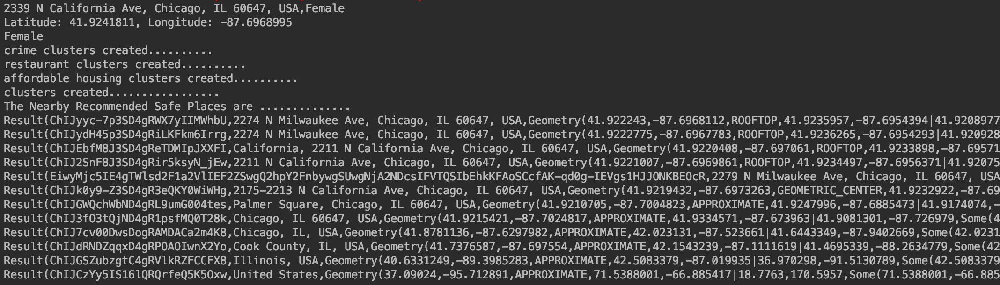 2339 N California Ave, Chicago, IL 60647, USA,Female
Latitude: 41.9241811, Longitude: -87.6968995
Female
crime clusters created..........
restaurant clusters created..........
affordable housing clusters created..........
clusters created.................
The Nearby Recommended Safe Places are ..............
Result(ChIJyyc-7p3SD4gRWX7yIIMWhbU,2274 N Milwaukee Ave, Chicago, IL 60647, USA,Geometry(41.922243,-87.6968112,ROOFTOP,41.9235957,-87.6954394|41.9208977
Result(ChIJydH45p3SD4gRiLKFkm6Irrg,2274 N Milwaukee Ave, Chicago, IL 60647, USA,Geometry(41.9222775,-87.6967783,ROOFTOP,41.9236265,-87.6954293|41.920928
Result(ChIJEbfM8J3SD4gReTDMIpJXXFI,California, 2211 N California Ave, Chicago, IL 60647, USA,Geometry(41.9220408,-87.697061,ROOFTOP,41.9233898,-87.69571
Result(ChIJ2SnF8J3SD4gRir5ksyN_jEw,2211 N California Ave, Chicago, IL 60647, USA,Geometry(41.9221007,-87.6969861,ROOFTOP,41.9234497,-87.6956371|41.92075
Result(EiwyMjc5IE4gTWlsd2F1a2VlIEF2ZSwgQ2hpY2FnbywgSUwgNjA2NDcsIFVTQSIbEhkKFAoSCcfAK-qd0g-IEVgs1HJJONKBEOcR,2279 N Milwaukee Ave, Chicago, IL 60647, USA
Result(ChIJk0y9-Z3SD4gR3eQKY0WiWHg,2175-2213 N California Ave, Chicago, IL 60647, USA,Geometry(41.9219432,-87.6973263,GEOMETRIC_CENTER,41.9232922,-87.69
Result(ChIJGWQchWbND4gRL9umG004tes,Palmer Square, Chicago, IL 60647, USA,Geometry(41.9210705,-87.7004823,APPROXIMATE,41.9247996,-87.6885473|41.9174074,-
Result(ChIJ3fO3tQjND4gR1psfMQ0T28k,Chicago, IL 60647, USA,Geometry(41.9215421,-87.7024817,APPROXIMATE,41.9334571,-87.673963|41.9081301,-87.726979,Some(4
Result(ChIJ7cv00DwsDogRAMDACa2m4K8,Chicago, IL, USA,Geometry(41.8781136,-87.6297982,APPROXIMATE,42.023131,-87.523661|41.6443349,-87.9402669,Some(42.0231
Result(ChIJdRNDZqqxD4gRPOAOIwnX2Yo,Cook County, IL, USA,Geometry(41.7376587,-87.697554,APPROXIMATE,42.1543239,-87.1111619|41.4695339,-88.2634779,Some(42
Result(ChIJGSZubzgtC4gRVlkRZFCCFX8,Illinois, USA,Geometry(40.6331249,-89.3985283,APPROXIMATE,42.5083379,-87.019935|36.970298,-91.5130789,Some(42.5083379
Result(ChIJCzYy5IS16lQRQrfeQ5K5Oxw,United States,Geometry(37.09024,-95.712891,APPROXIMATE,71.5388001,-66.885417|18.7763,170.5957,Some(71.5388001,-66.885